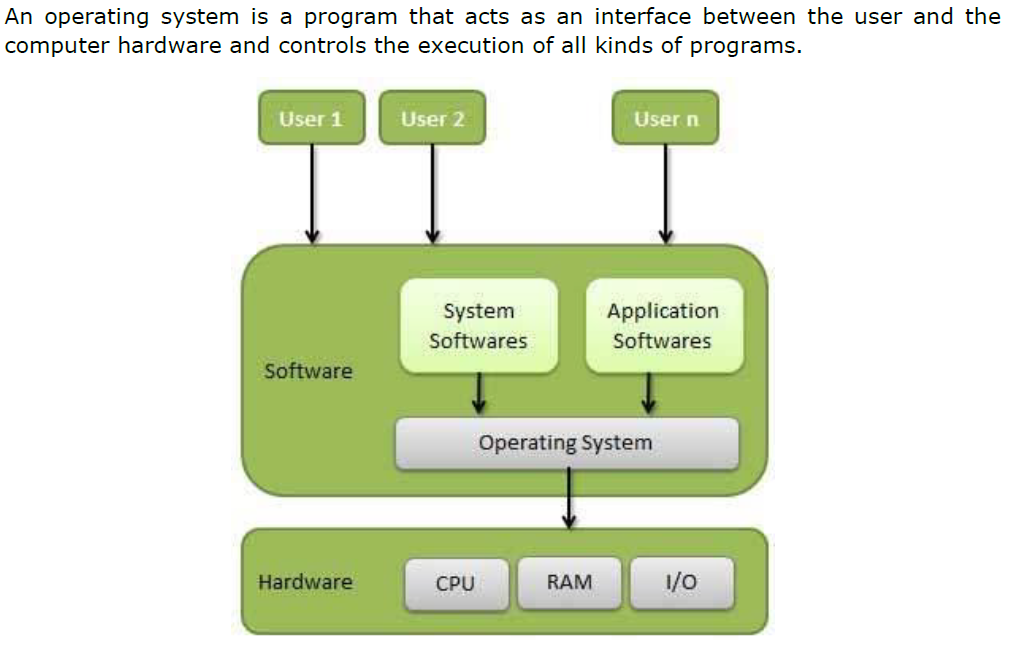 An operating system is a program that acts as an interface between the user and the
computer hardware and controls the execution of all kinds of programs.
User 1
User 2
User n
System
Softwares
Application
Softwares
Software
Operating System
Hardware
CPU
RAM
I/O